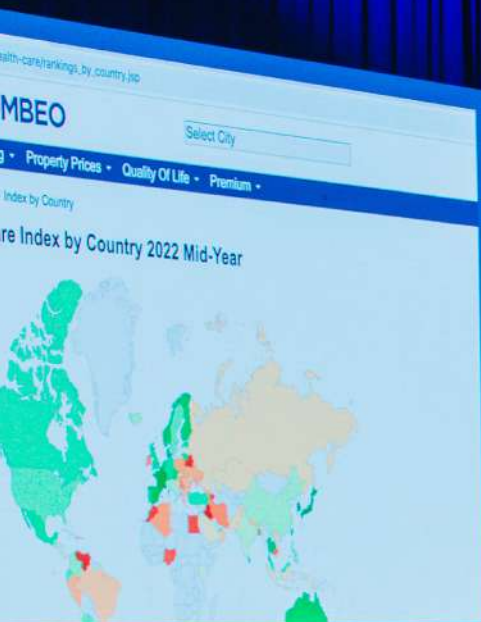 alth-care/rankings_by_country.jsp
MBEO
Select City
g Property Prices Quality Of Life Premium
Index by Country
re Index by Country 2022 Mid-Year